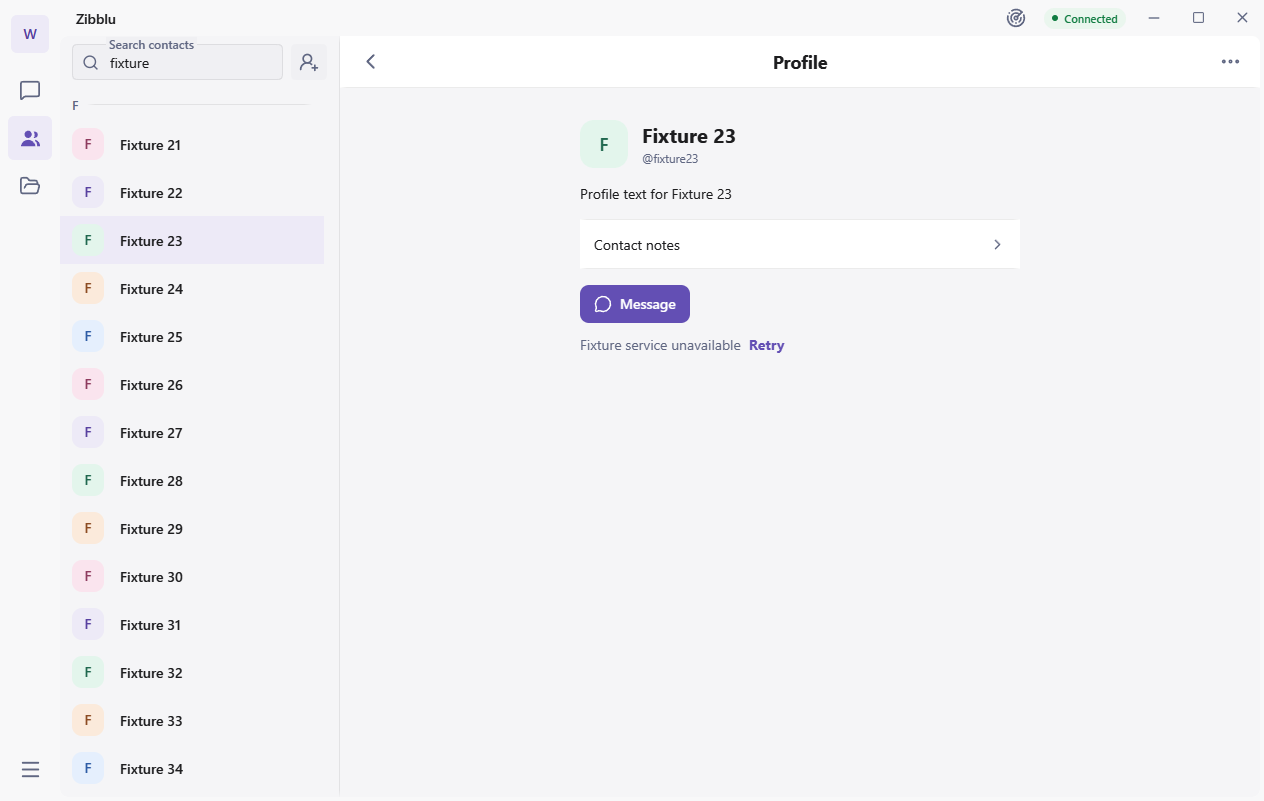 W
Zibblu
Connected
Search contacts
fixture
F
F Fixture 21
F Fixture 22
F Fixture 23
F Fixture 24
F Fixture 25
F Fixture 26
F Fixture 27
F Fixture 28
F Fixture 29
F Fixture 30
F Fixture 31
F Fixture 32
F Fixture 33
F Fixture 34
Profile
F
Fixture 23
@fixture23
Profile text for Fixture 23
Contact notes
Message
Fixture service unavailable Retry